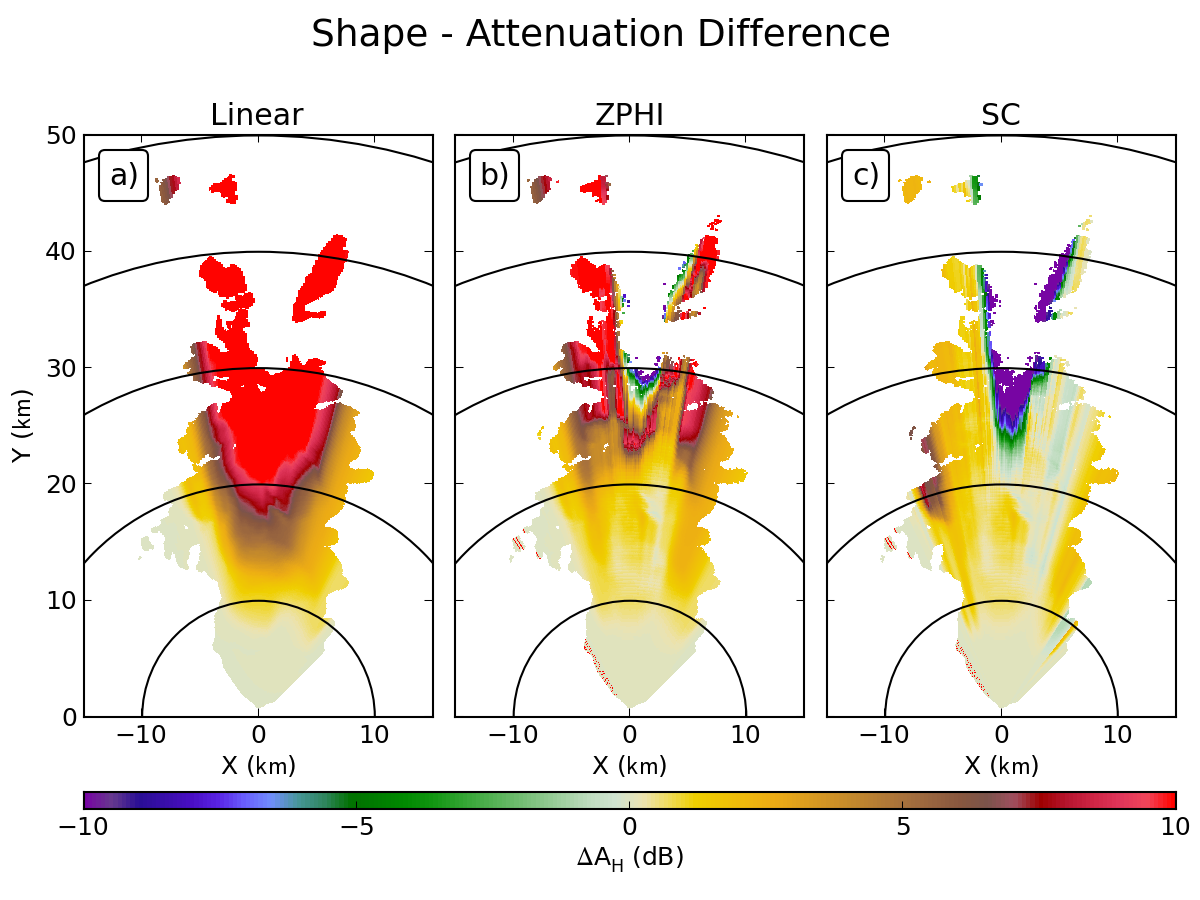 Shape - Attenuation Difference
Linear ZPHI SC
a) b) c)
50
40
30
20
10
0
Y (km)
−10 0 10 −10 0 10 −10 0 10
X (km) X (km) X (km)
−10 −5 0 5 10
ΔA_H (dB)